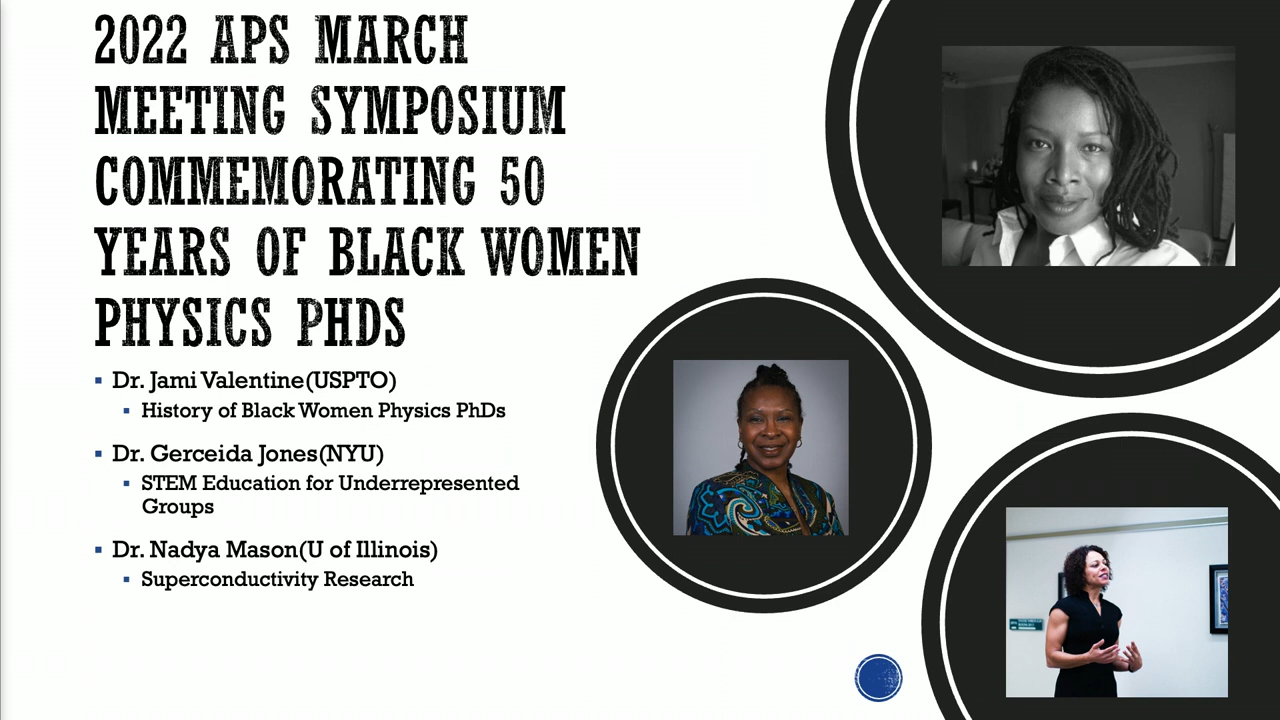 2022 APS MARCH
MEETING SYMPOSIUM
COMMEMORATING 50
YEARS OF BLACK WOMEN
PHYSICS PHDS
Dr. Jami Valentine(USPTO)
History of Black Women Physics PhDs
Dr. Gerceida Jones(NYU)
STEM Education for Underrepresented
Groups
Dr. Nadya Mason(U of Illinois)
Superconductivity Research